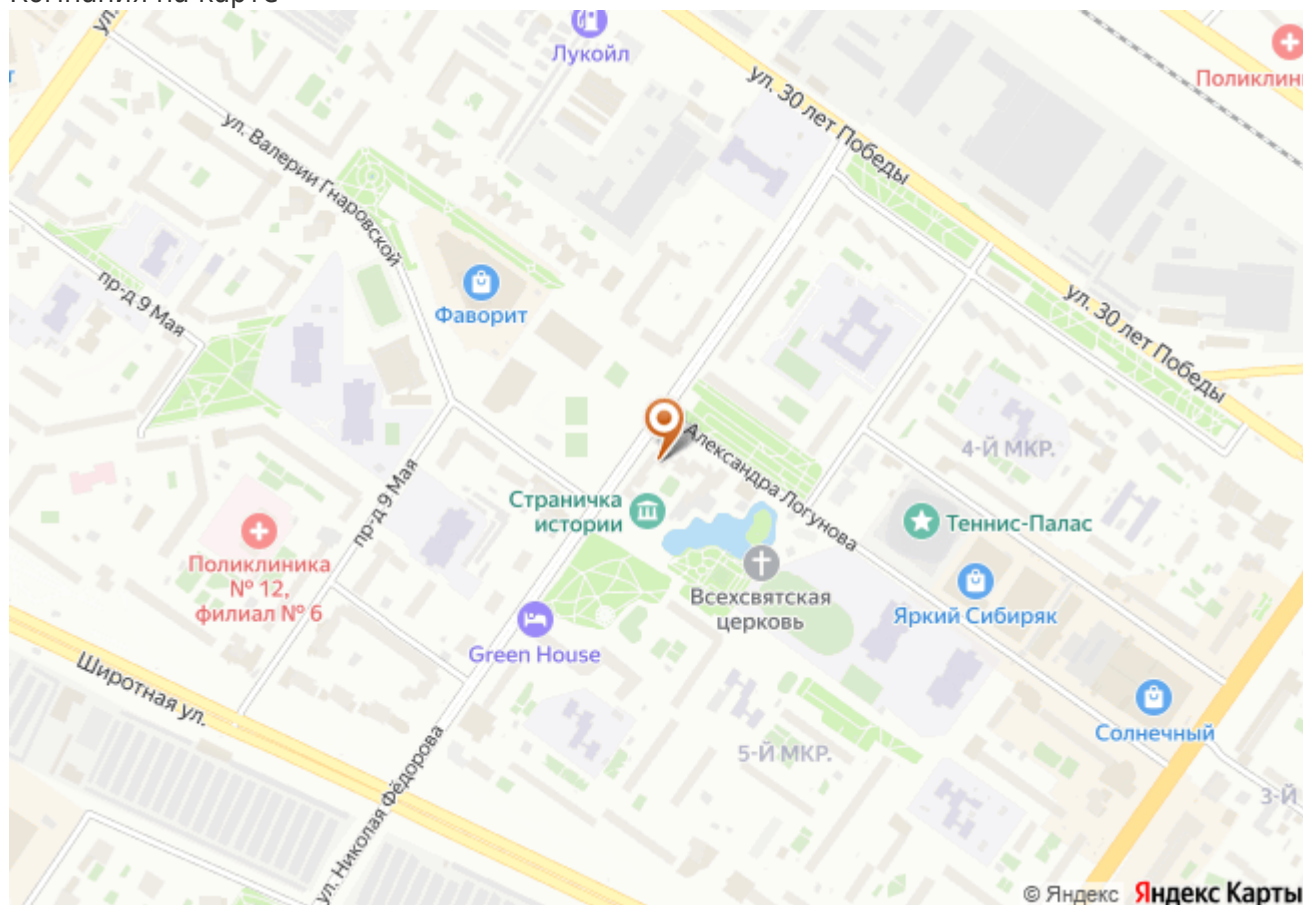 Компания на карте
ул.
Лукойл
ул. 30 лет Победы
Поликлин
ул. Валерии Гнаровской
пр-д 9 Мая
Фаворит
ул. 30 лет Победы
Александра Логунова
4-Й МКР.
Страничка
истории
Теннис-Палас
пр-д 9 Мая
Поликлиника
№ 12,
филиал № 6
Всехсвятская
церковь
Яркий Сибиряк
Green House
Широтная ул.
Солнечный
5-Й МКР.
3-Й
ул. Николая Фёдорова
© Яндекс Яндекс Карты